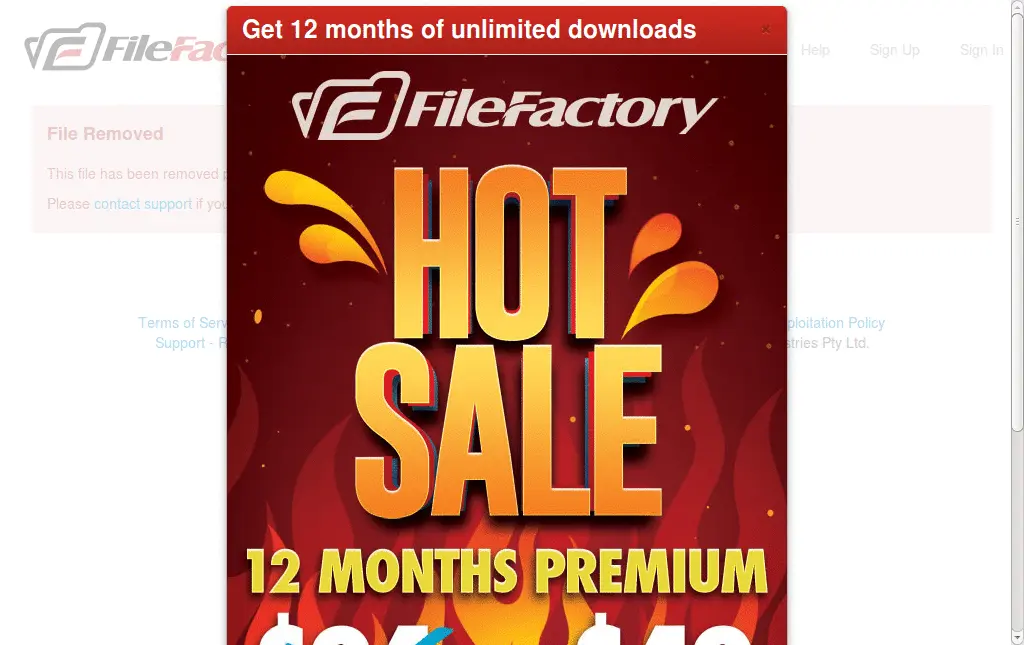 Get 12 months of unlimited downloads
×
FileFac
Help
Sign Up
Sign In
FileFactory
File Removed
This file has been removed
Please contact support if you
HOT
SALE
Terms of Serv
ploitation Policy
Support - R
stries Pty Ltd.
12 MONTHS PREMIUM